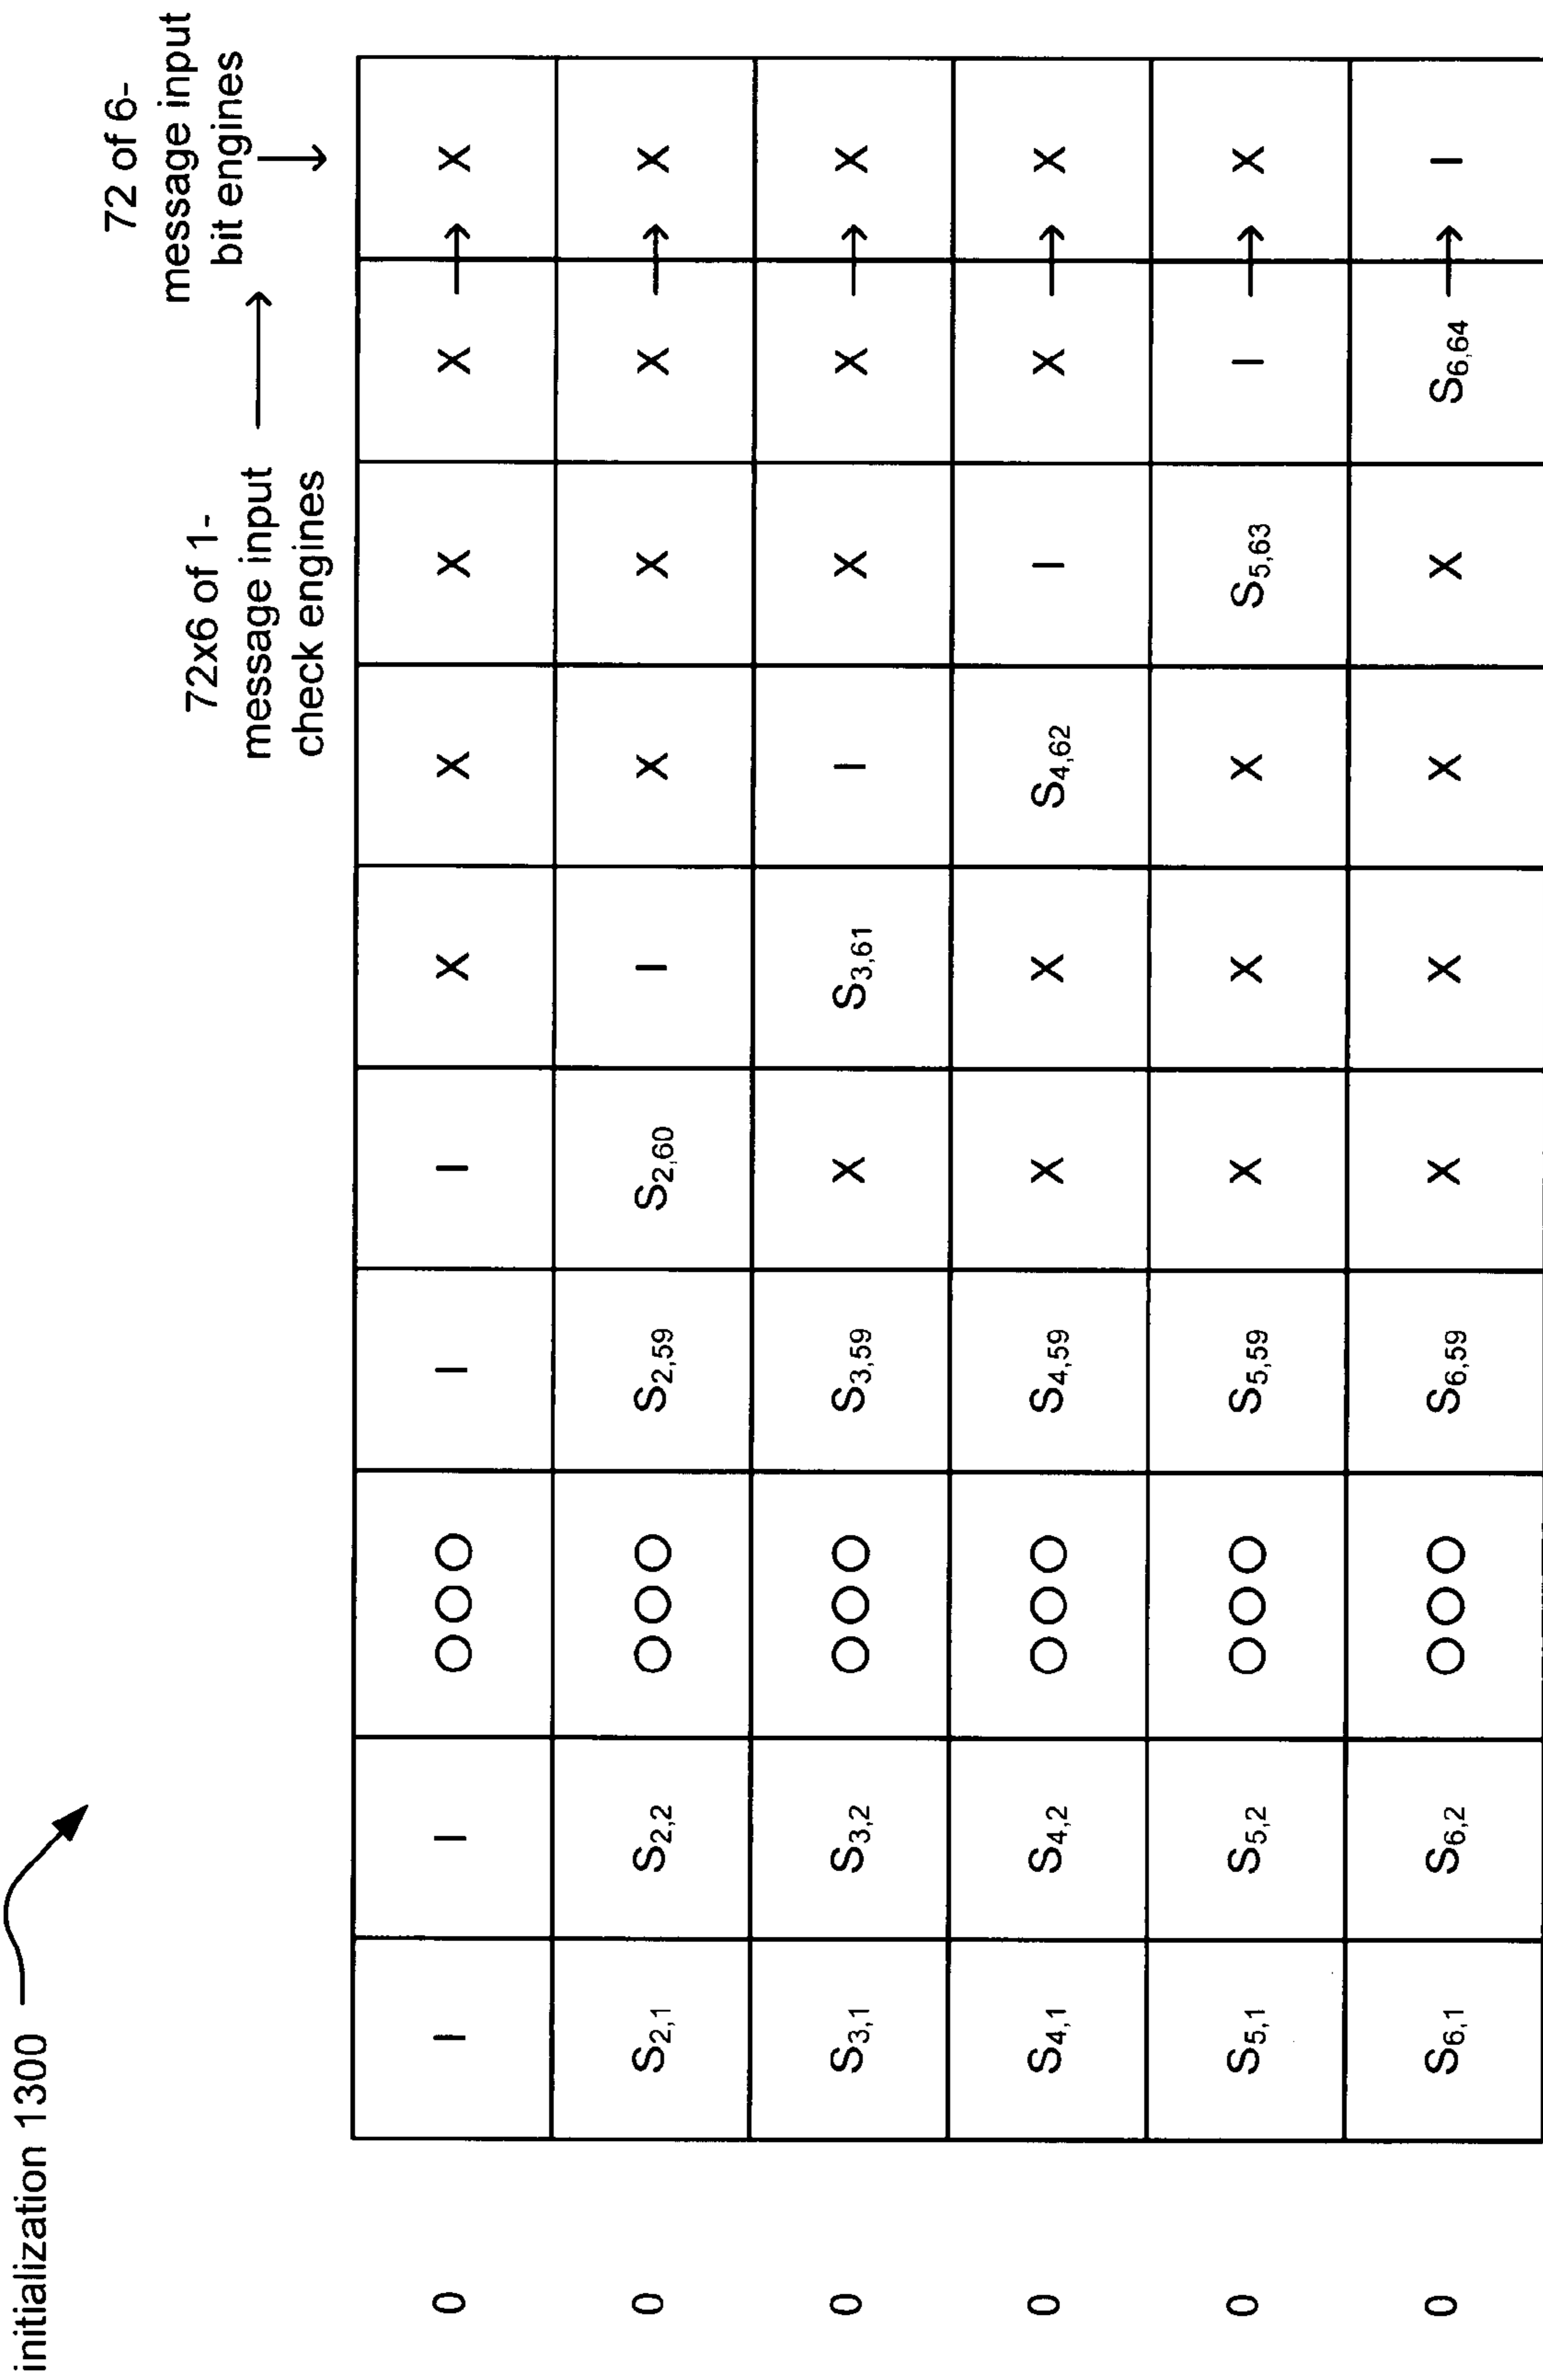 initialization 1300
72 of 6-
message input
bit engines
72x6 of 1-
message input
check engines
0 I I OOO I I X X X X X
0 S2,1 S2,2 OOO S2,59 S2,60 I X X X X
0 S3,1 S3,2 OOO S3,59 X S3,61 I X X X
0 S4,1 S4,2 OOO S4,59 X X S4,62 I X X
0 S5,1 S5,2 OOO S5,59 X X X S5,63 I X
0 S6,1 S6,2 OOO S6,59 X X X X S6,64 I